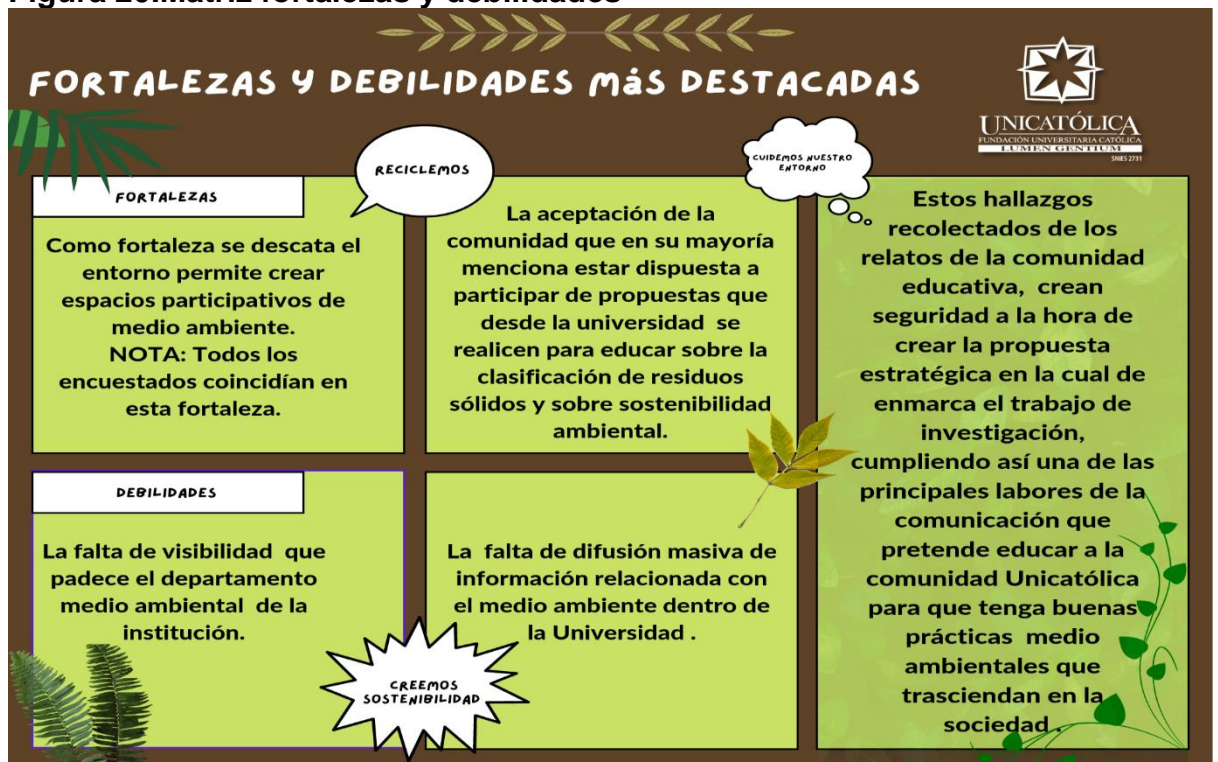 FORTALEZAS Y DEBILIDADES MáS DESTACADAS
UNICATÓLICA
FUNDACIÓN UNIVERSITARIA CATÓLICA
LUMEN GENTIUM
SNIES 2731
RECICLEMOS
CUIDEMOS NUESTRO
ENTORNO
FORTALEZAS
Como fortaleza se descata el
entorno permite crear
espacios participativos de
medio ambiente.
NOTA: Todos los
encuestados coincidían en
esta fortaleza.
La aceptación de la
comunidad que en su mayoría
menciona estar dispuesta a
participar de propuestas que
desde la universidad se
realicen para educar sobre la
clasificación de residuos
sólidos y sobre sostenibilidad
ambiental.
Estos hallazgos
recolectados de los
relatos de la comunidad
educativa, crean
seguridad a la hora de
crear la propuesta
estratégica en la cual de
enmarca el trabajo de
investigación,
cumpliendo así una de las
principales labores de la
comunicación que
pretende educar a la
comunidad Unicatólica
para que tenga buenas
prácticas medio
ambientales que
trasciendan en la
sociedad .
DEBILIDADES
La falta de visibilidad que
padece el departamento
medio ambiental de la
institución.
La falta de difusión masiva de
información relacionada con
el medio ambiente dentro de
la Universidad .
CREEMOS
SOSTENIBILIDAD